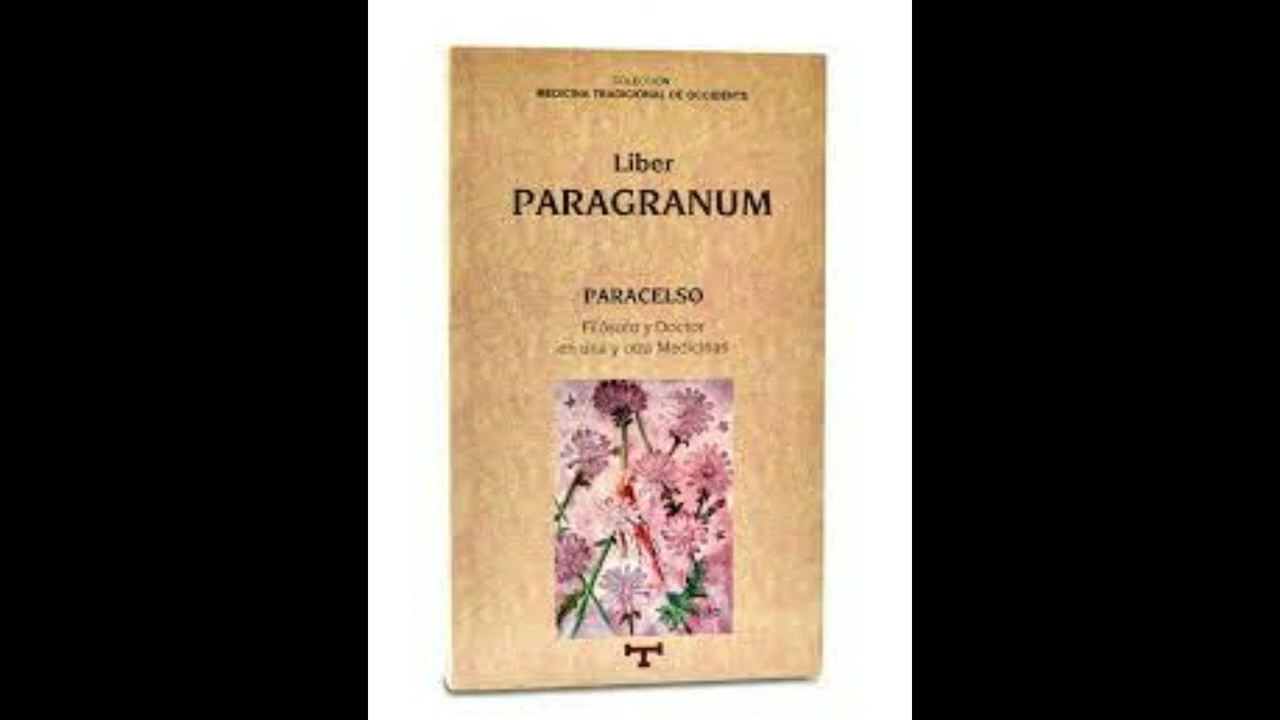 COLECCIÓN
MEDICINA TRADICIONAL DE OCCIDENTE
Liber
PARAGRANUM
PARACELSO
Filósofo y Doctor
en una y otra Medicinas